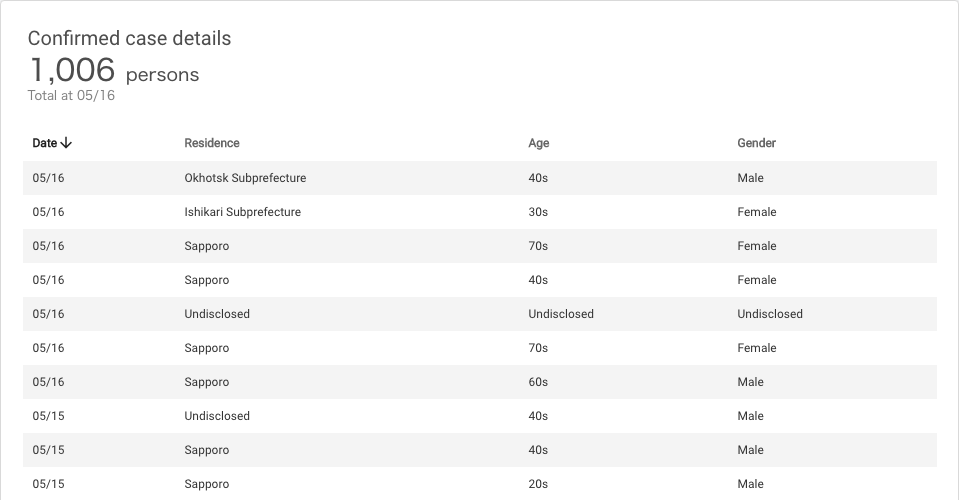 Confirmed case details
1,006 persons
Total at 05/16
Date Residence Age Gender
05/16 Okhotsk Subprefecture 40s Male
05/16 Ishikari Subprefecture 30s Female
05/16 Sapporo 70s Female
05/16 Sapporo 40s Female
05/16 Undisclosed Undisclosed Undisclosed
05/16 Sapporo 70s Female
05/16 Sapporo 60s Male
05/15 Undisclosed 40s Male
05/15 Sapporo 40s Male
05/15 Sapporo 20s Male